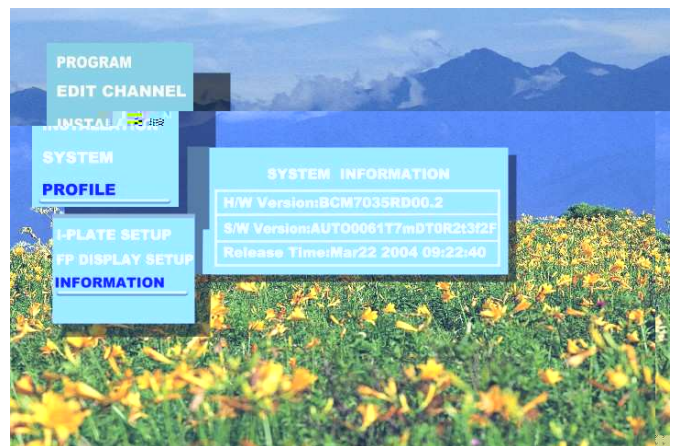 PROGRAM
EDIT CHANNEL
INSTALLATION
SYSTEM
PROFILE
SYSTEM INFORMATION
H/W Version:BCM7035RD00.2
S/W Version:AUTO0061T7mDT0R2t3f2F
Release Time:Mar22 2004 09:22:40
I-PLATE SETUP
FP DISPLAY SETUP
INFORMATION